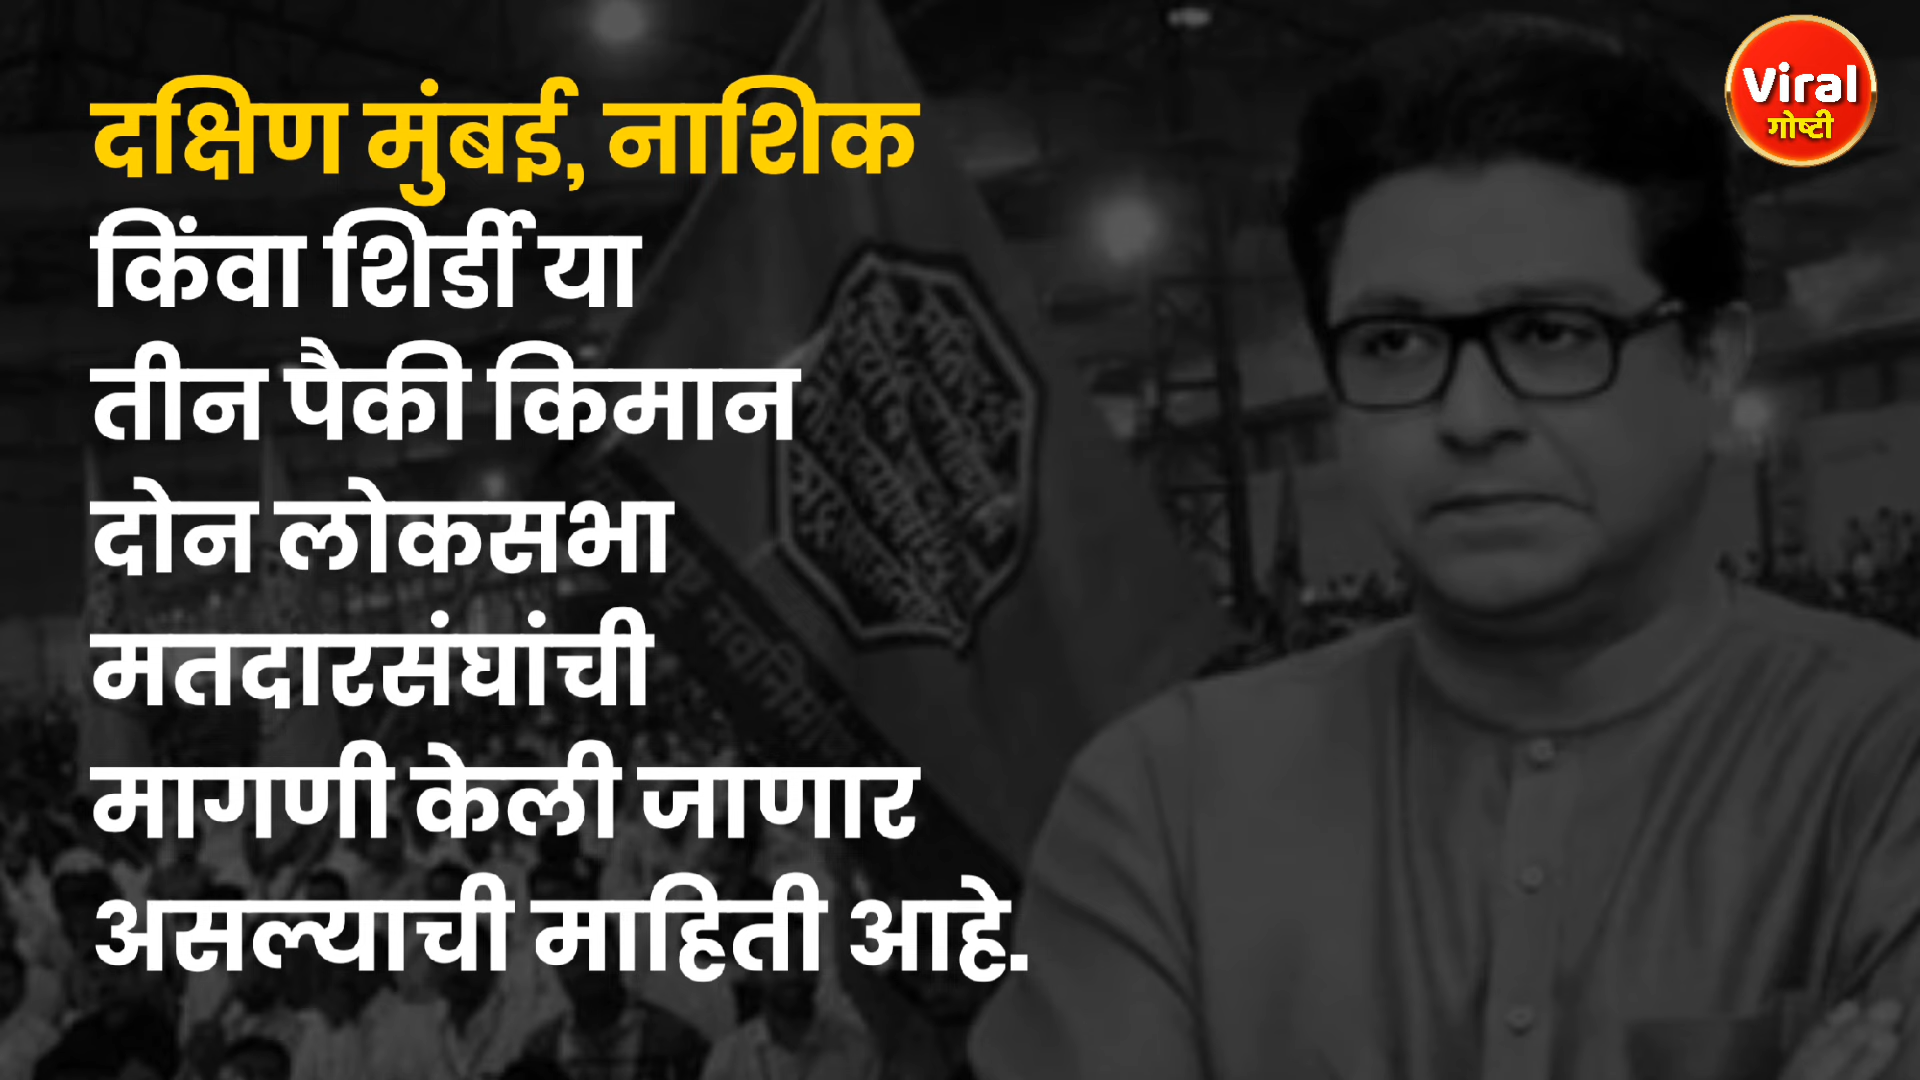 दक्षिण मुंबई, नाशिक
किंवा शिर्डी या
तीन पैकी किमान
दोन लोकसभा
मतदारसंघांची
मागणी केली जाणार
असल्याची माहिती आहे.
Viral
गोष्टी